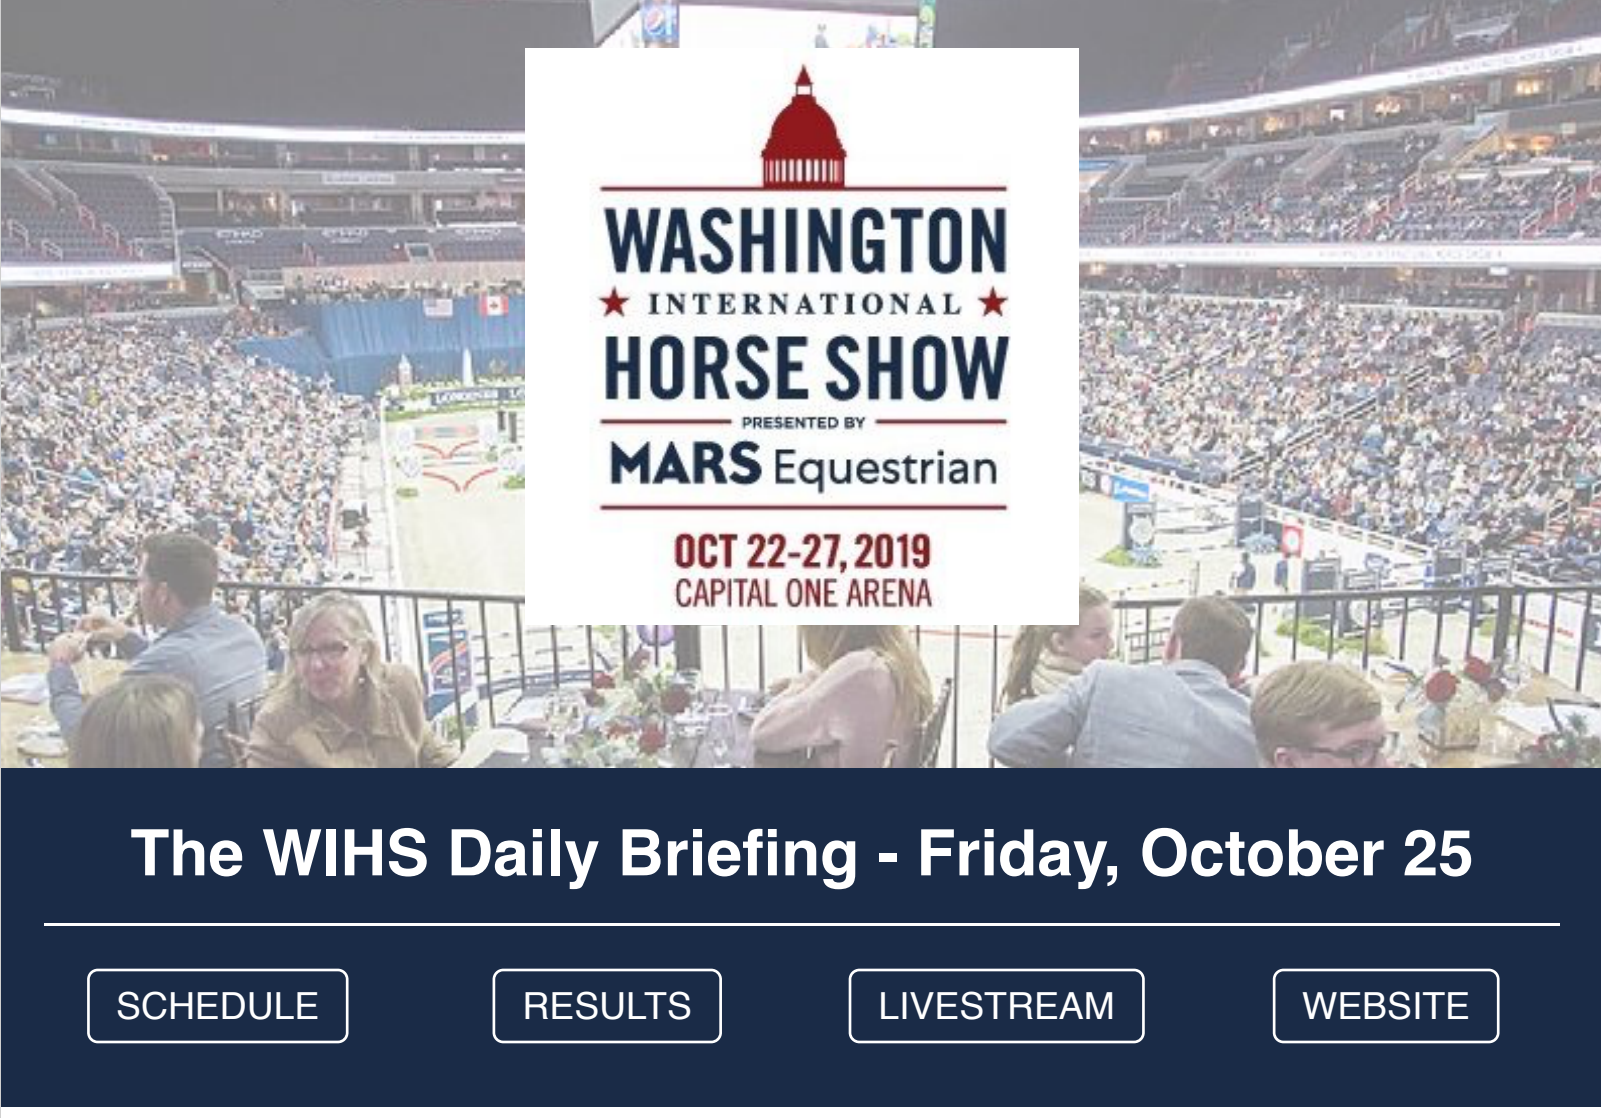 WASHINGTON
★ INTERNATIONAL ★
HORSE SHOW
PRESENTED BY
MARS Equestrian
OCT 22-27, 2019
CAPITAL ONE ARENA
The WIHS Daily Briefing - Friday, October 25
SCHEDULE
RESULTS
LIVESTREAM
WEBSITE